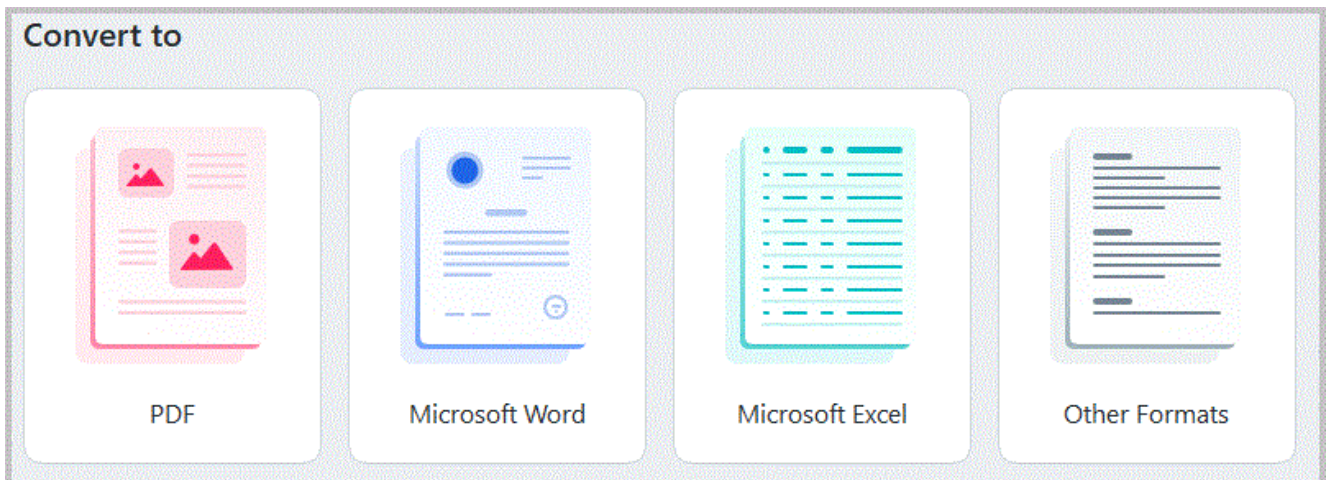 Convert to
PDF
Microsoft Word
Microsoft Excel
Other Formats